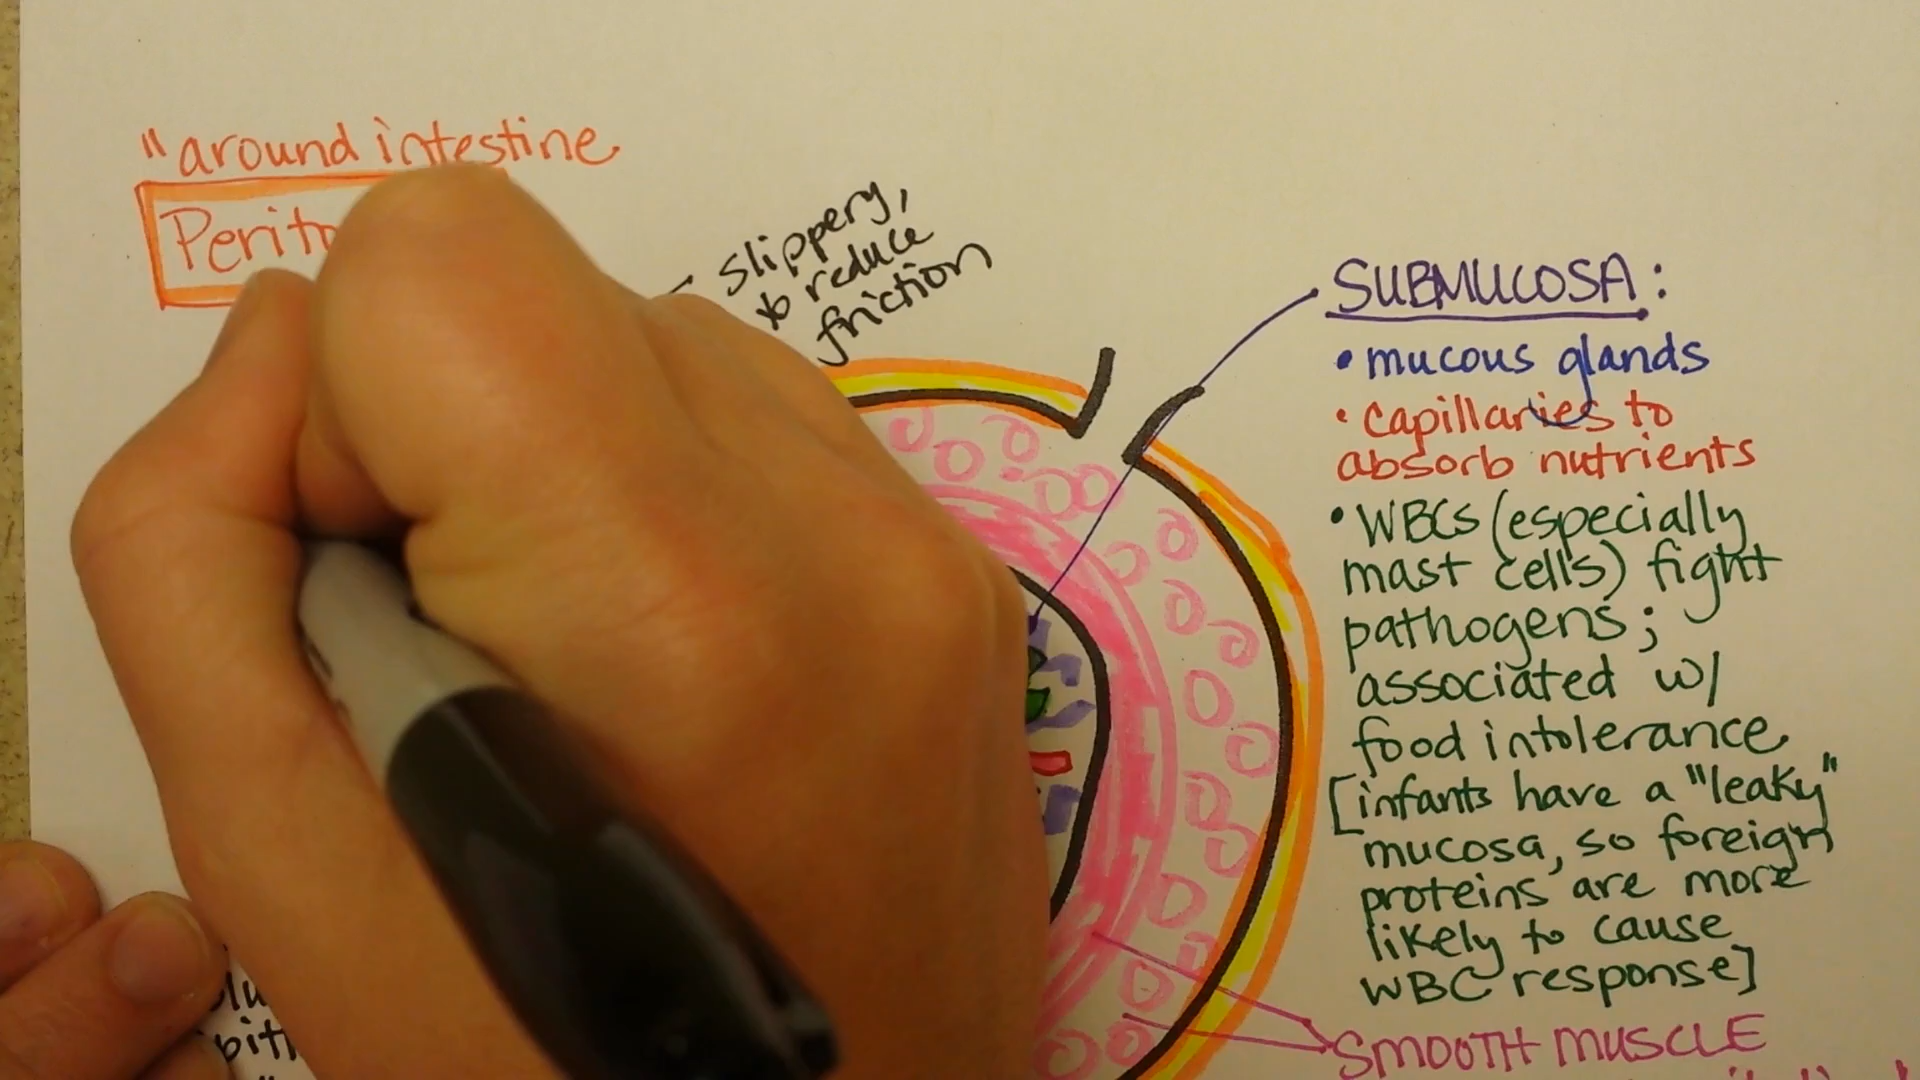 "around intestine
slippery,
to reduce
friction
SUBMUCOSA:
• mucous glands
• capillaries to
absorb nutrients
• WBCs (especially
mast cells) fight
pathogens;
associated w/
food intolerance
[infants have a "leaky"
mucosa, so foreign
proteins are more
likely to cause
WBC response]
SMOOTH MUSCLE